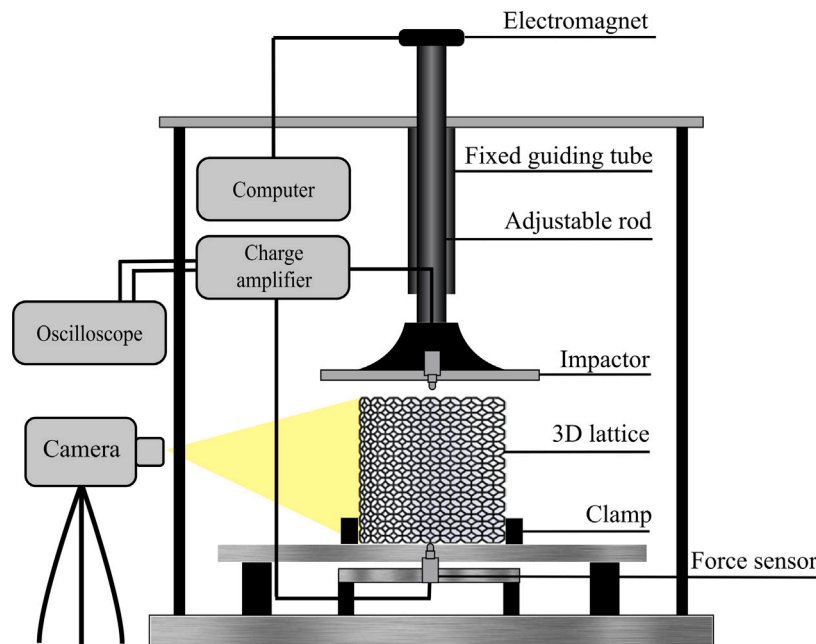 Electromagnet
Fixed guiding tube
Computer
Adjustable rod
Charge
amplifier
Oscilloscope
Impactor
Camera
3D lattice
Clamp
Force sensor